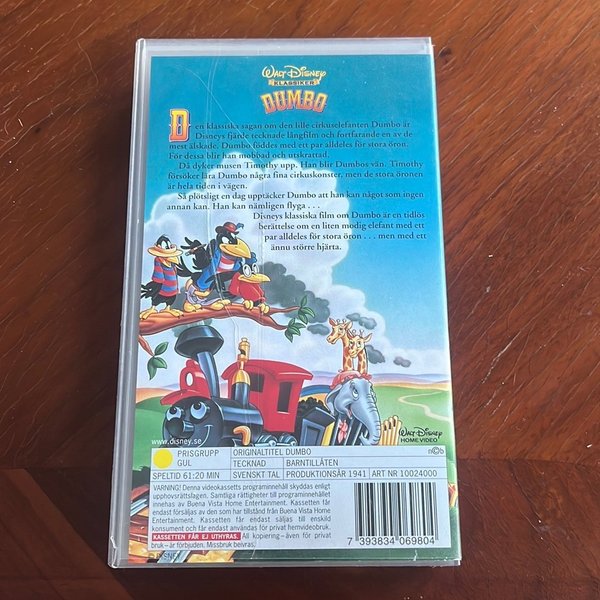 WALT DISNEY
KLASSIKER
DUMBO
Den klassiska sagan om den lille cirkuselefanten Dumbo är
Disneys fjärde tecknade långfilm och fortfarande en av de
mest älskade. Dumbo föddes med ett par alldeles för stora öron.
För dessa blir han mobbad och utskrattad.
Då dyker musen Timothy upp. Han blir Dumbos vän. Timothy
försöker lära Dumbo några fina cirkuskonster, men de stora öronen
är hela tiden i vägen.
Så plötsligt en dag upptäcker Dumbo att han kan något som ingen
annan kan. Han kan nämligen flyga . . .
Disneys klassiska film om Dumbo är en tidlös
berättelse om en liten modig elefant med ett
par alldeles för stora öron . . . men med ett
ännu större hjärta.
www.disney.se
WALT DISNEY
HOME VIDEO
PRISGRUPP ORIGINALTITEL DUMBO n©b
GUL TECKNAD BARNTILLÅTEN
SPELTID 61:20 MIN SVENSKT TAL PRODUKTIONSÅR 1941 ART NR 10024000
VARNING! Denna videokassetts programinnehåll skyddas enligt
upphovsrättslagen. Samtliga rättigheter till programinnehållet
innehas av Buena Vista Home Entertainment. Kassetten får
endast försäljas av den som har tillstånd från Buena Vista Home
Entertainment. Kassetten får endast säljas till enskild
konsument och får endast användas för privat hemvideobruk.
KASSETTEN FÅR EJ UTHYRAS. All kopiering – även för privat
bruk – är förbjuden. Missbruk beivras.
© DISNEY
7 393834 069804